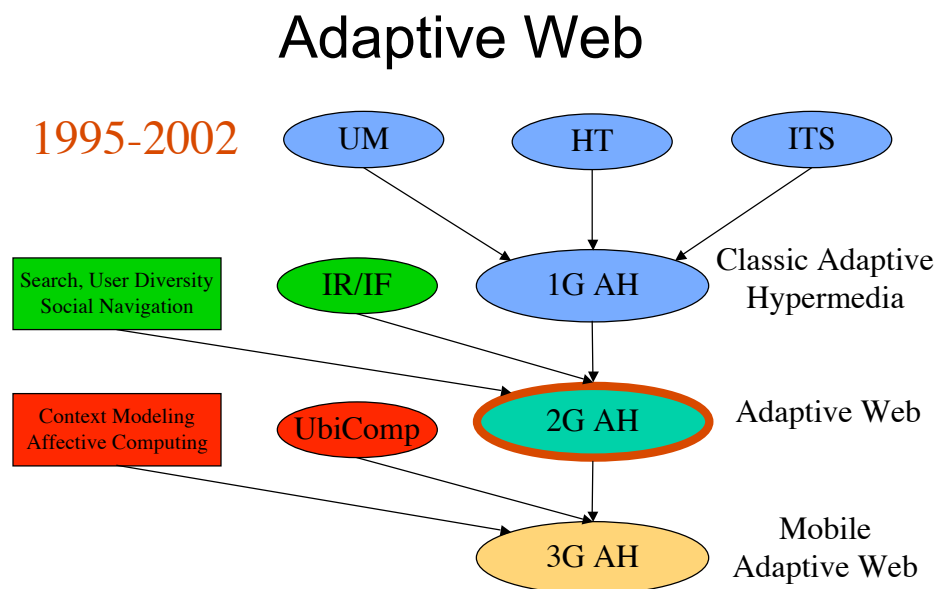 Adaptive Web
1995-2002
UM
HT
ITS
Search, User Diversity
Social Navigation
IR/IF
1G AH
Classic Adaptive
Hypermedia
Context Modeling
Affective Computing
UbiComp
2G AH
Adaptive Web
3G AH
Mobile
Adaptive Web